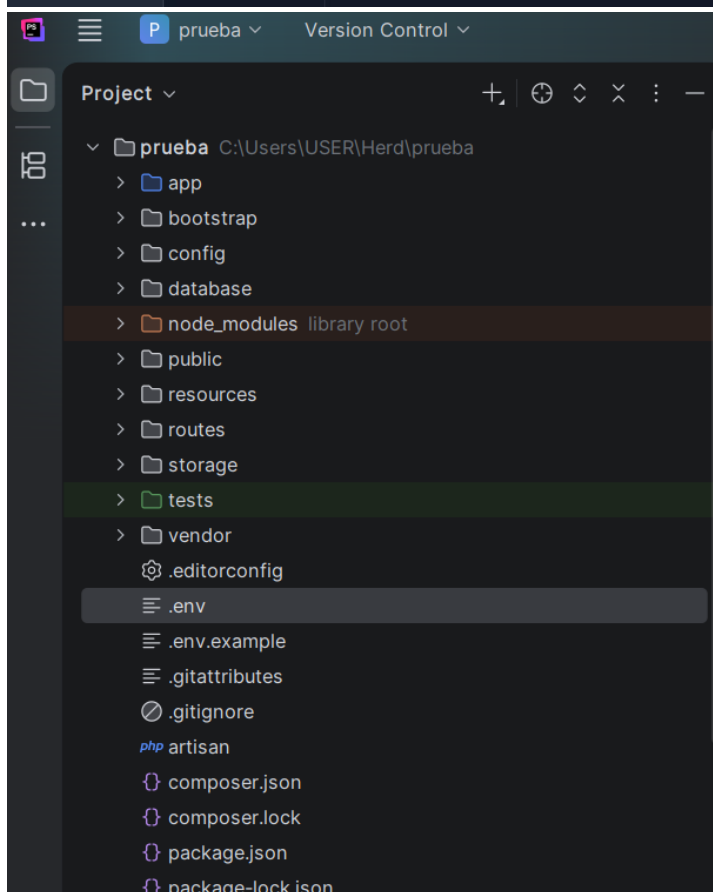 PS
P prueba Version Control
Project
prueba C:\Users\USER\Herd\prueba
app
bootstrap
config
database
node_modules library root
public
resources
routes
storage
tests
vendor
.editorconfig
.env
.env.example
.gitattributes
.gitignore
php artisan
{} composer.json
{} composer.lock
{} package.json
{} package-lock.json